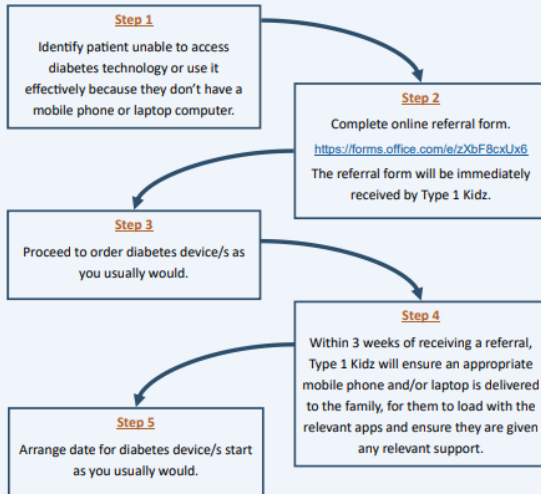 Step 1
Identify patient unable to access
diabetes technology or use it
effectively because they don't have a
mobile phone or laptop computer.
Step 2
Complete online referral form.
https://forms.office.com/e/zXbF8cxUx6
The referral form will be immediately
received by Type 1 Kidz.
Step 3
Proceed to order diabetes device/s as
you usually would.
Step 4
Within 3 weeks of receiving a referral,
Type 1 Kidz will ensure an appropriate
mobile phone and/or laptop is delivered
to the family, for them to load with the
relevant apps and ensure they are given
any relevant support.
Step 5
Arrange date for diabetes device/s start
as you usually would.